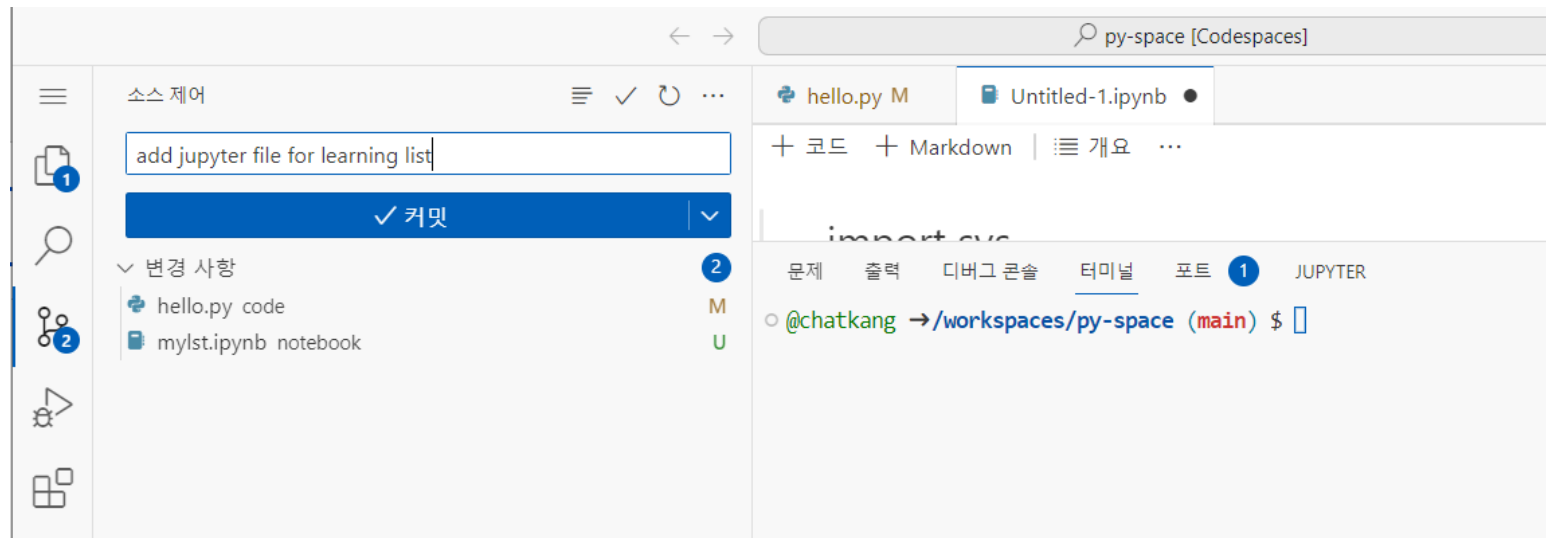 py-space [Codespaces]
소스 제어
hello.py M
Untitled-1.ipynb
add jupyter file for learning list
코드
Markdown
개요
1
커밋
import sys
변경 사항
2
문제
출력
디버그 콘솔
터미널
포트
1
JUPYTER
hello.py code
M
@chatkang →/workspaces/py-space (main) $
2
mylst.ipynb notebook
U